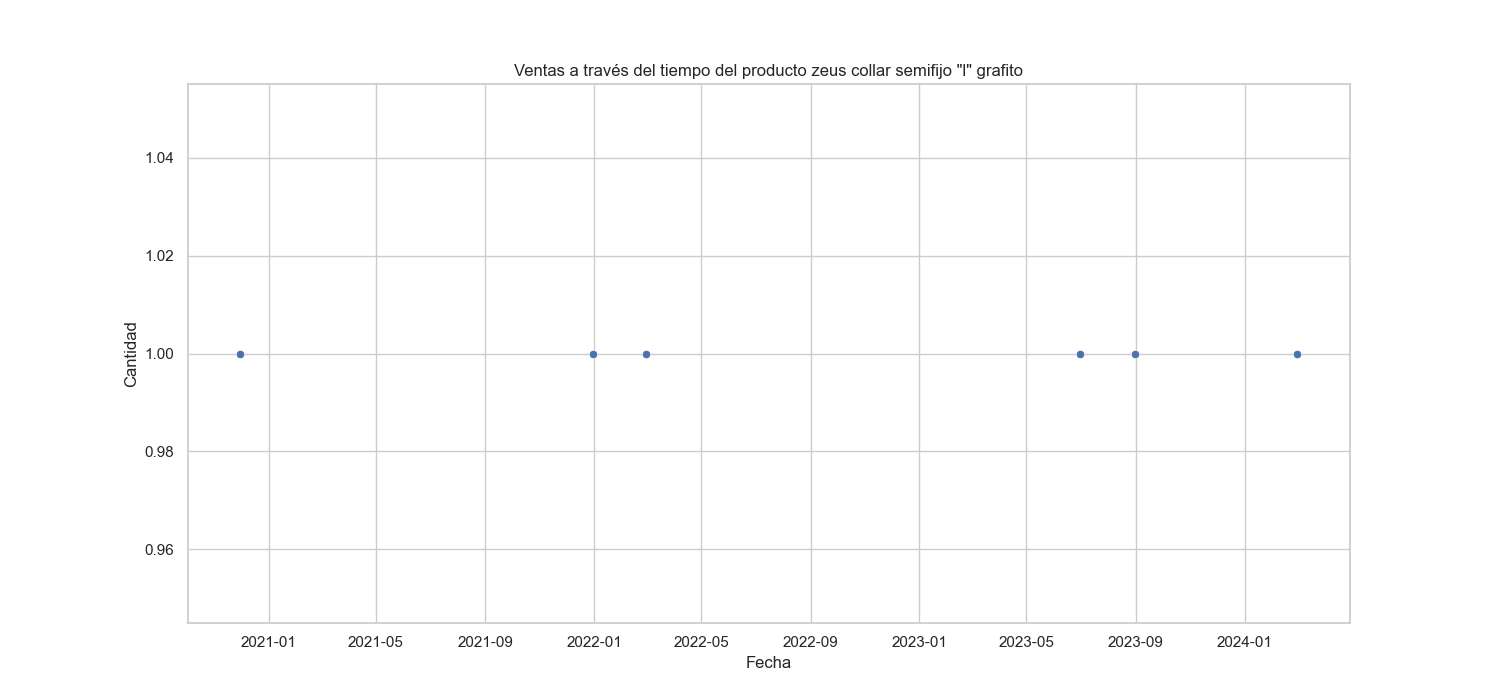 Ventas a través del tiempo del producto zeus collar semifijo "l" grafito
1.04
1.02
1.00
0.98
0.96
Cantidad
2021-01 2021-05 2021-09 2022-01 2022-05 2022-09 2023-01 2023-05 2023-09 2024-01
Fecha